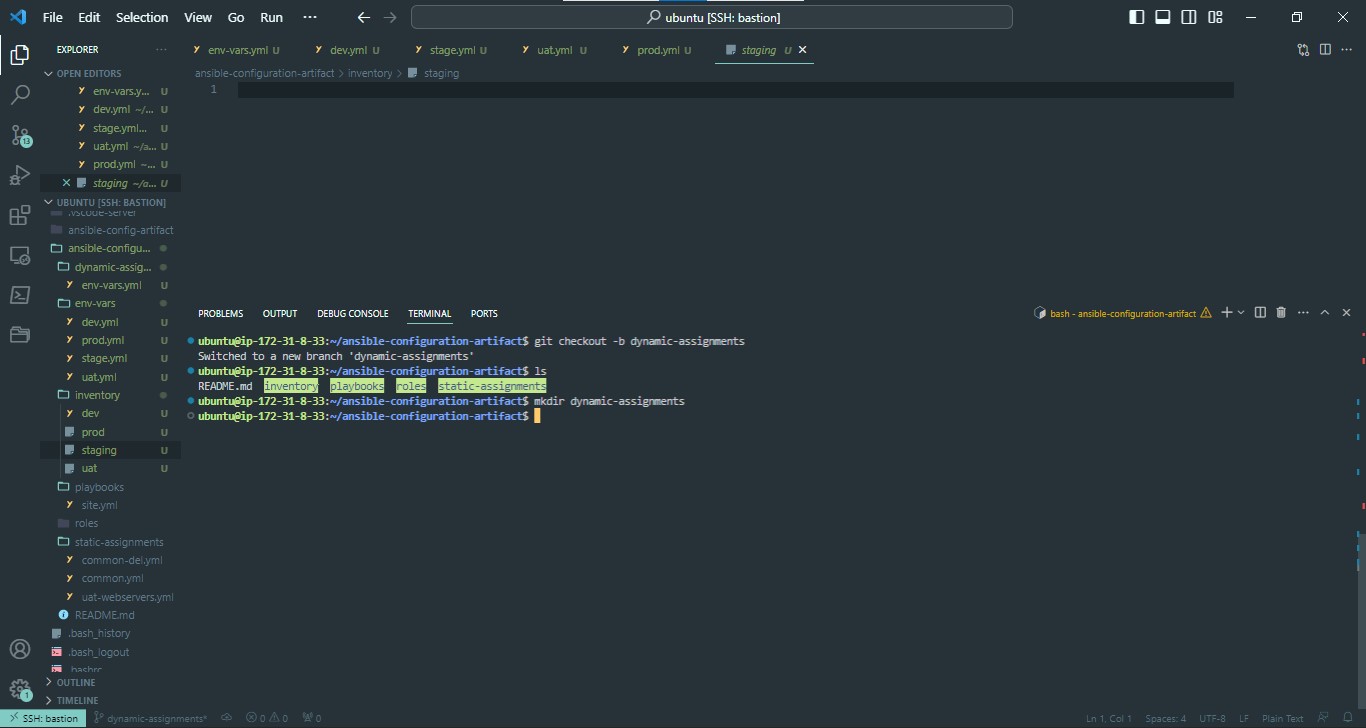 File Edit Selection View Go Run ··· ← → ubuntu [SSH: bastion]
EXPLORER ···
env-vars.yml U dev.yml U stage.yml U uat.yml U prod.yml U staging U
ansible-configuration-artifact > inventory > staging
1
OPEN EDITORS
env-vars.y... U
dev.yml ~/... U
stage.yml... U
uat.yml ~/a... U
prod.yml ~... U
staging ~/a... U
UBUNTU [SSH: BASTION]
.vscode-server
ansible-config-artifact
ansible-configu...
dynamic-assig...
env-vars.yml U
env-vars
dev.yml U
prod.yml U
stage.yml U
uat.yml U
inventory
dev U
prod U
staging U
uat U
playbooks
site.yml
roles
static-assignments
common-del.yml
common.yml
uat-webservers.yml
README.md
.bash_history
.bash_logout
.bashrc
OUTLINE
TIMELINE
13
1
PROBLEMS OUTPUT DEBUG CONSOLE TERMINAL PORTS bash - ansible-configuration-artifact
ubuntu@ip-172-31-8-33:~/ansible-configuration-artifact$ git checkout -b dynamic-assignments
Switched to a new branch 'dynamic-assignments'
ubuntu@ip-172-31-8-33:~/ansible-configuration-artifact$ ls
README.md inventory playbooks roles static-assignments
ubuntu@ip-172-31-8-33:~/ansible-configuration-artifact$ mkdir dynamic-assignments
ubuntu@ip-172-31-8-33:~/ansible-configuration-artifact$
SSH: bastion dynamic-assignments* 0 0 0 Ln 1, Col 1 Spaces: 4 UTF-8 LF Plain Text